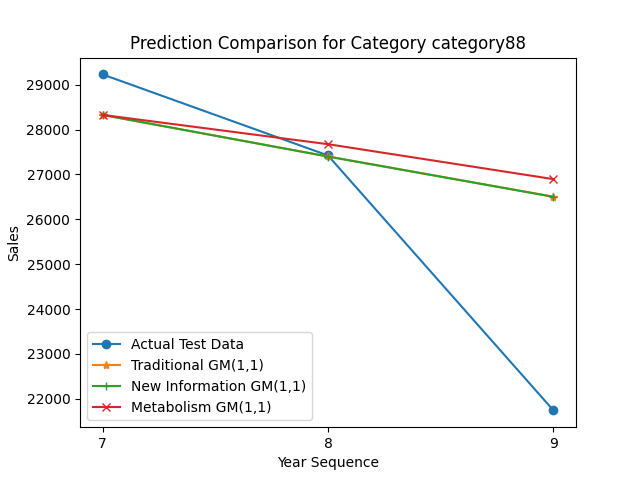 Prediction Comparison for Category category88
Sales
29000
28000
27000
26000
25000
24000
23000
22000
Actual Test Data
Traditional GM(1,1)
New Information GM(1,1)
Metabolism GM(1,1)
7
8
9
Year Sequence